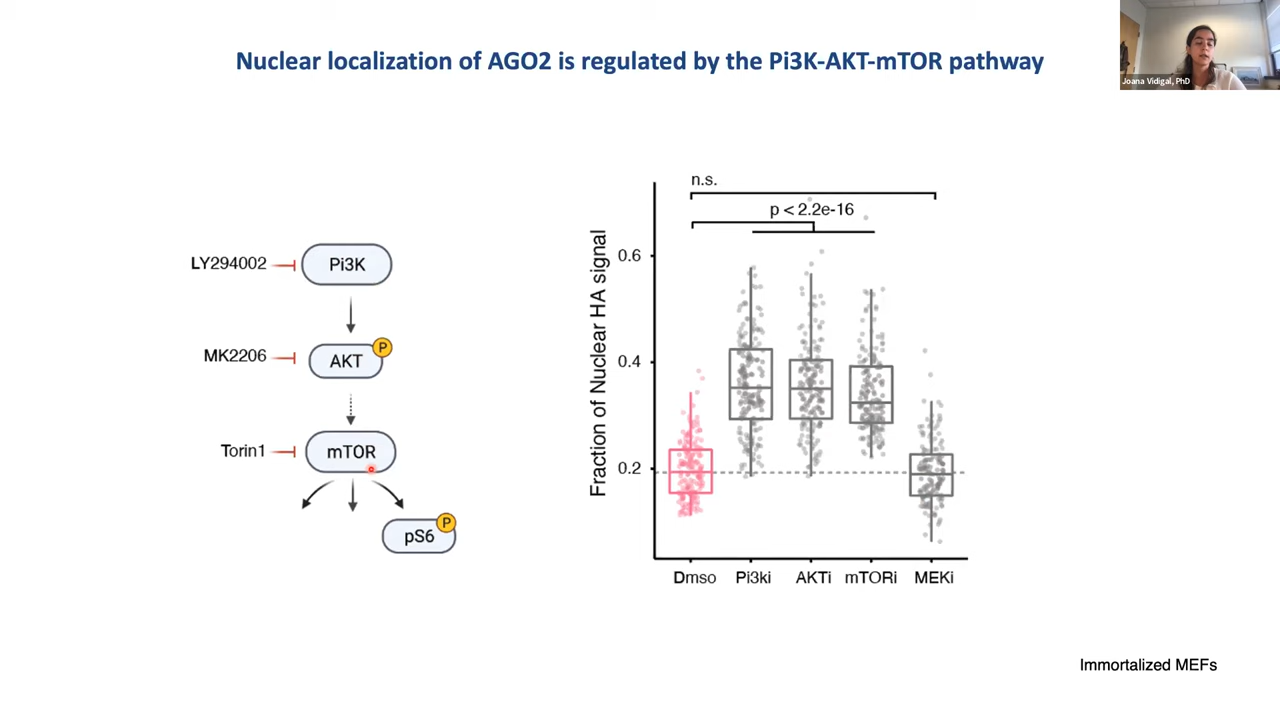 Nuclear localization of AGO2 is regulated by the Pi3K-AKT-mTOR pathway
Joana Vidigal, PhD
LY294002
Pi3K
MK2206
AKT
P
Torin1
mTOR
pS6
P
n.s.
p < 2.2e-16
Fraction of Nuclear HA signal
0.6
0.4
0.2
Dmso
Pi3ki
AKTi
mTORi
MEKi
Immortalized MEFs